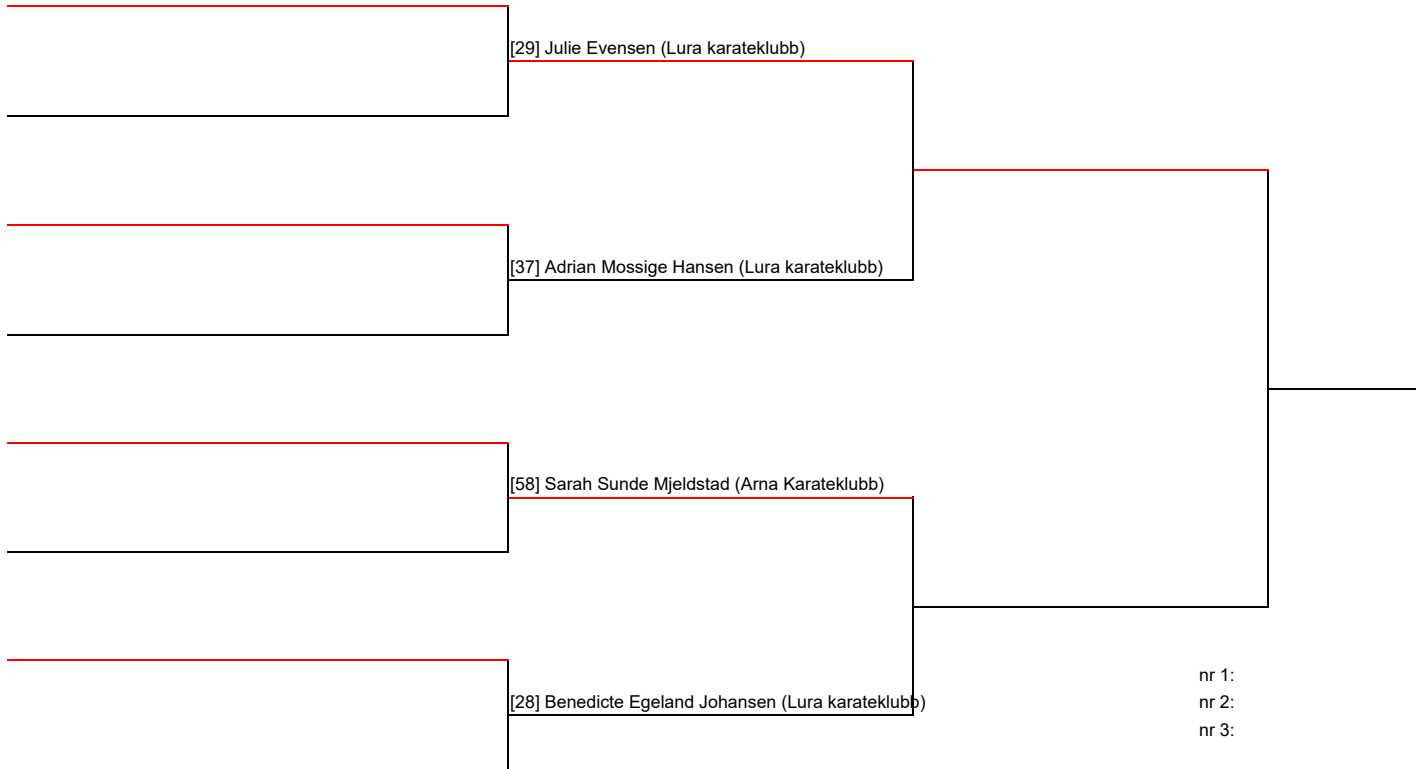 [29] Julie Evensen (Lura karateklubb)
[37] Adrian Mossige Hansen (Lura karateklubb)
[58] Sarah Sunde Mjeldstad (Arna Karateklubb)
[28] Benedicte Egeland Johansen (Lura karateklubb)
nr 1:
nr 2:
nr 3: